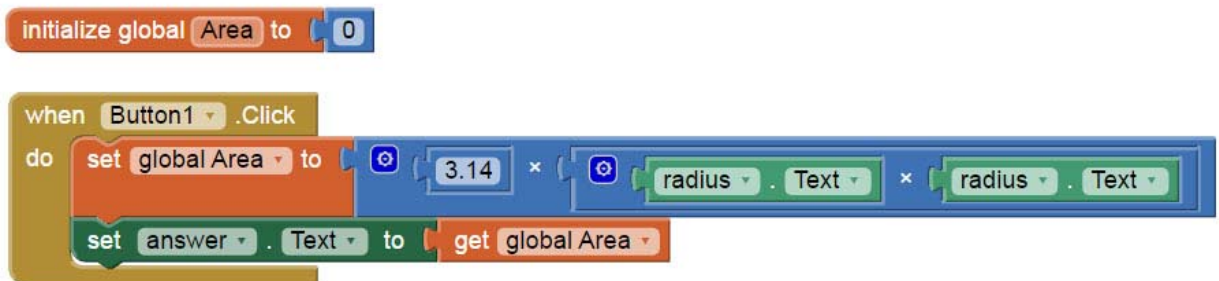 initialize global Area to 0
when Button1 .Click
do set global Area to 3.14 × radius . Text × radius . Text
set answer . Text to get global Area